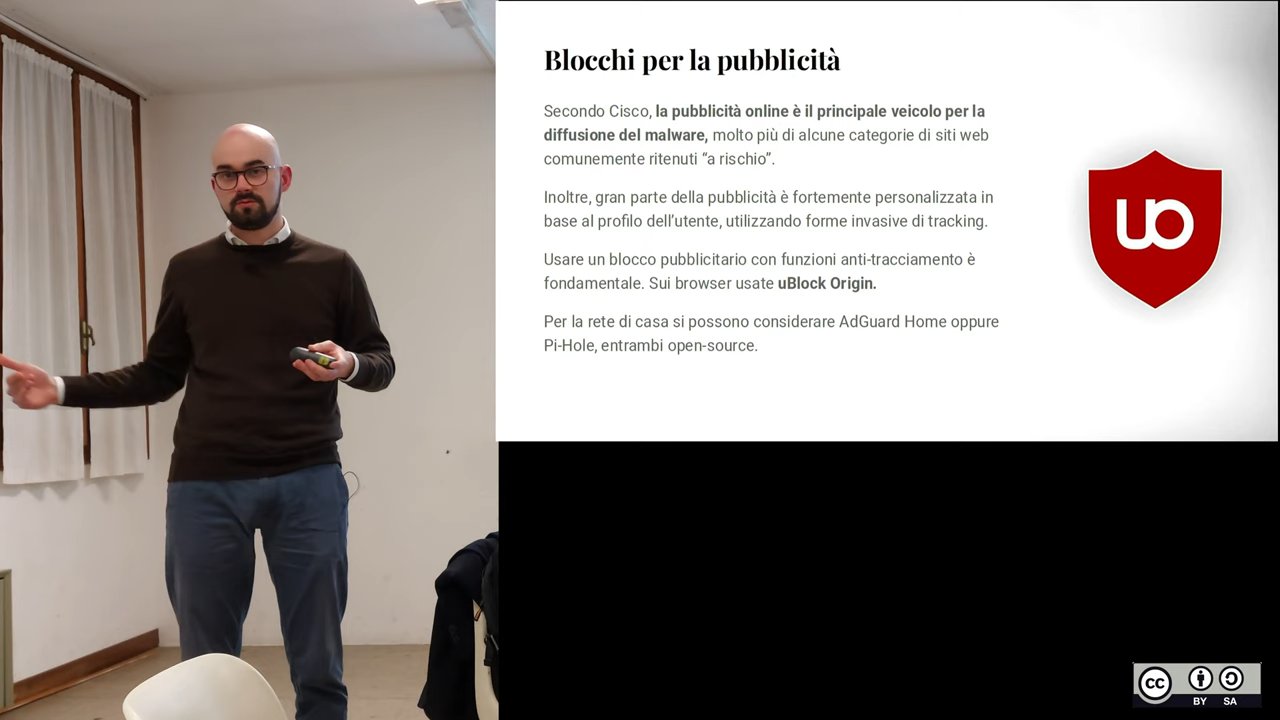 Blocchi per la pubblicità
Secondo Cisco, la pubblicità online è il principale veicolo per la
diffusione del malware, molto più di alcune categorie di siti web
comunemente ritenuti “a rischio”.
Inoltre, gran parte della pubblicità è fortemente personalizzata in
base al profilo dell'utente, utilizzando forme invasive di tracking.
Usare un blocco pubblicitario con funzioni anti-tracciamento è
fondamentale. Sui browser usate uBlock Origin.
Per la rete di casa si possono considerare AdGuard Home oppure
Pi-Hole, entrambi open-source.
uo
cc
BY SA